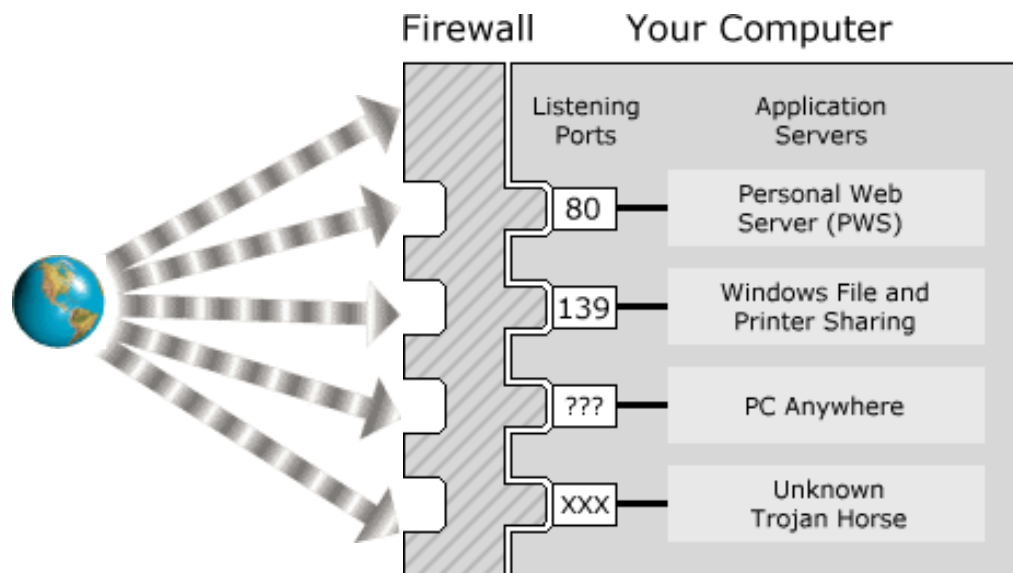 Firewall
Your Computer
Listening
Ports
Application
Servers
80
Personal Web
Server (PWS)
139
Windows File and
Printer Sharing
???
PC Anywhere
XXX
Unknown
Trojan Horse